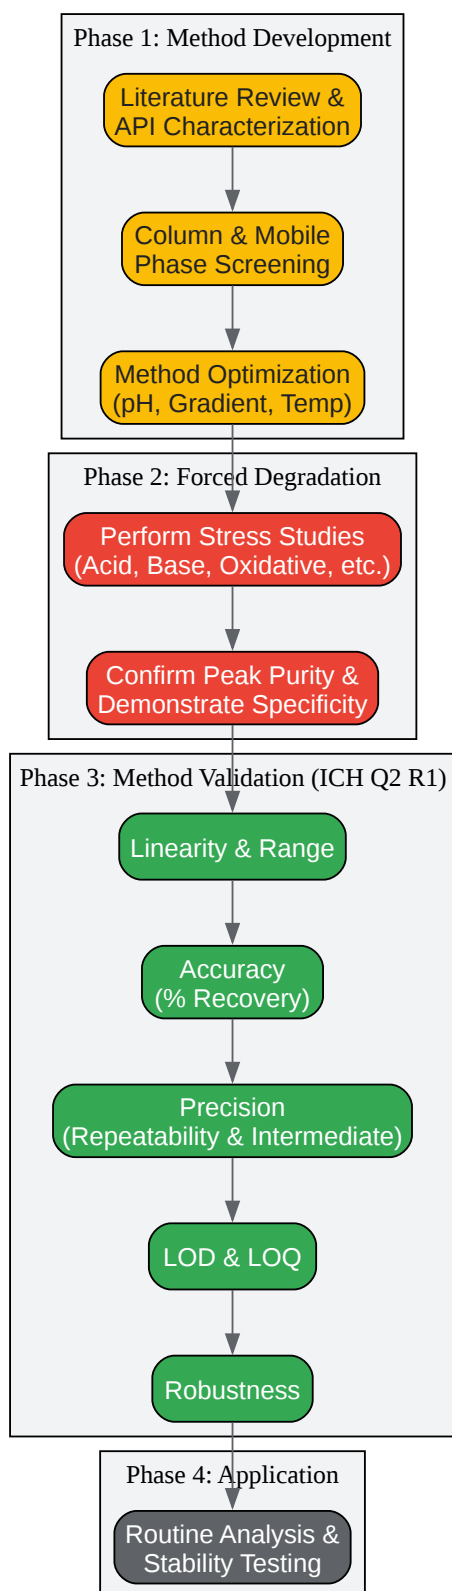 Phase 1: Method Development
Literature Review &
API Characterization
Column & Mobile
Phase Screening
Method Optimization
(pH, Gradient, Temp)
Phase 2: Forced Degradation
Perform Stress Studies
(Acid, Base, Oxidative, etc.)
Confirm Peak Purity &
Demonstrate Specificity
Phase 3: Method Validation (ICH Q2 R1)
Linearity & Range
Accuracy
(% Recovery)
Precision
(Repeatability & Intermediate)
LOD & LOQ
Robustness
Phase 4: Application
Routine Analysis &
Stability Testing